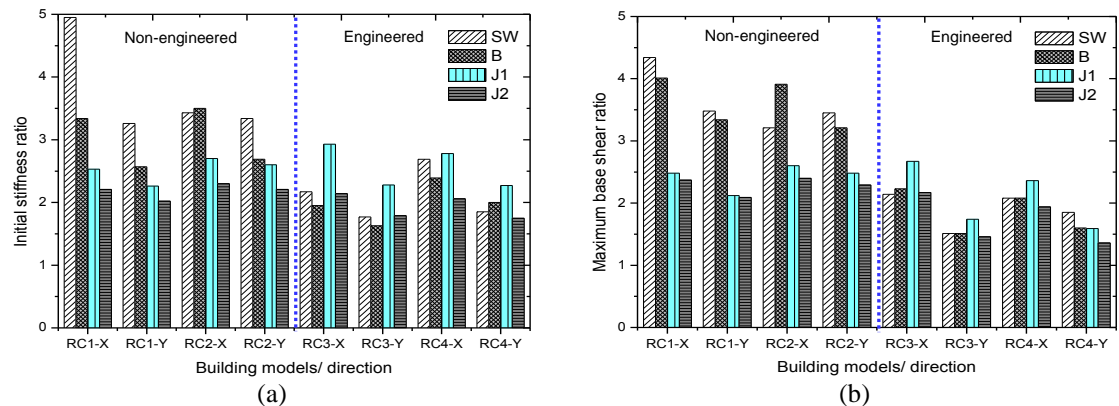 Initial stiffness ratio
5
4
3
2
1
0
Non-engineered
Engineered
SW
B
J1
J2
RC1-X RC1-Y RC2-X RC2-Y RC3-X RC3-Y RC4-X RC4-Y
Building models/ direction
(a)
Maximum base shear ratio
5
4
3
2
1
0
Non-engineered
Engineered
SW
B
J1
J2
RC1-X RC1-Y RC2-X RC2-Y RC3-X RC3-Y RC4-X RC4-Y
Building models/ direction
(b)